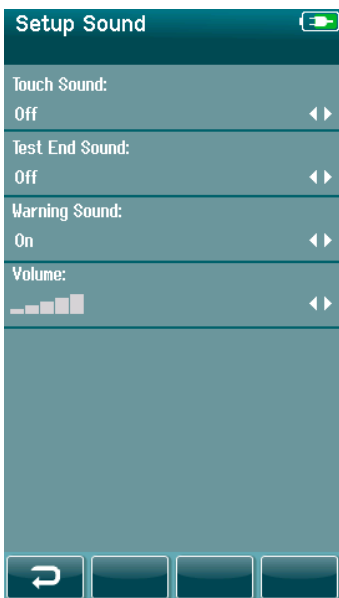 Setup Sound
Touch Sound:
Off
Test End Sound:
Off
Warning Sound:
On
Volume: